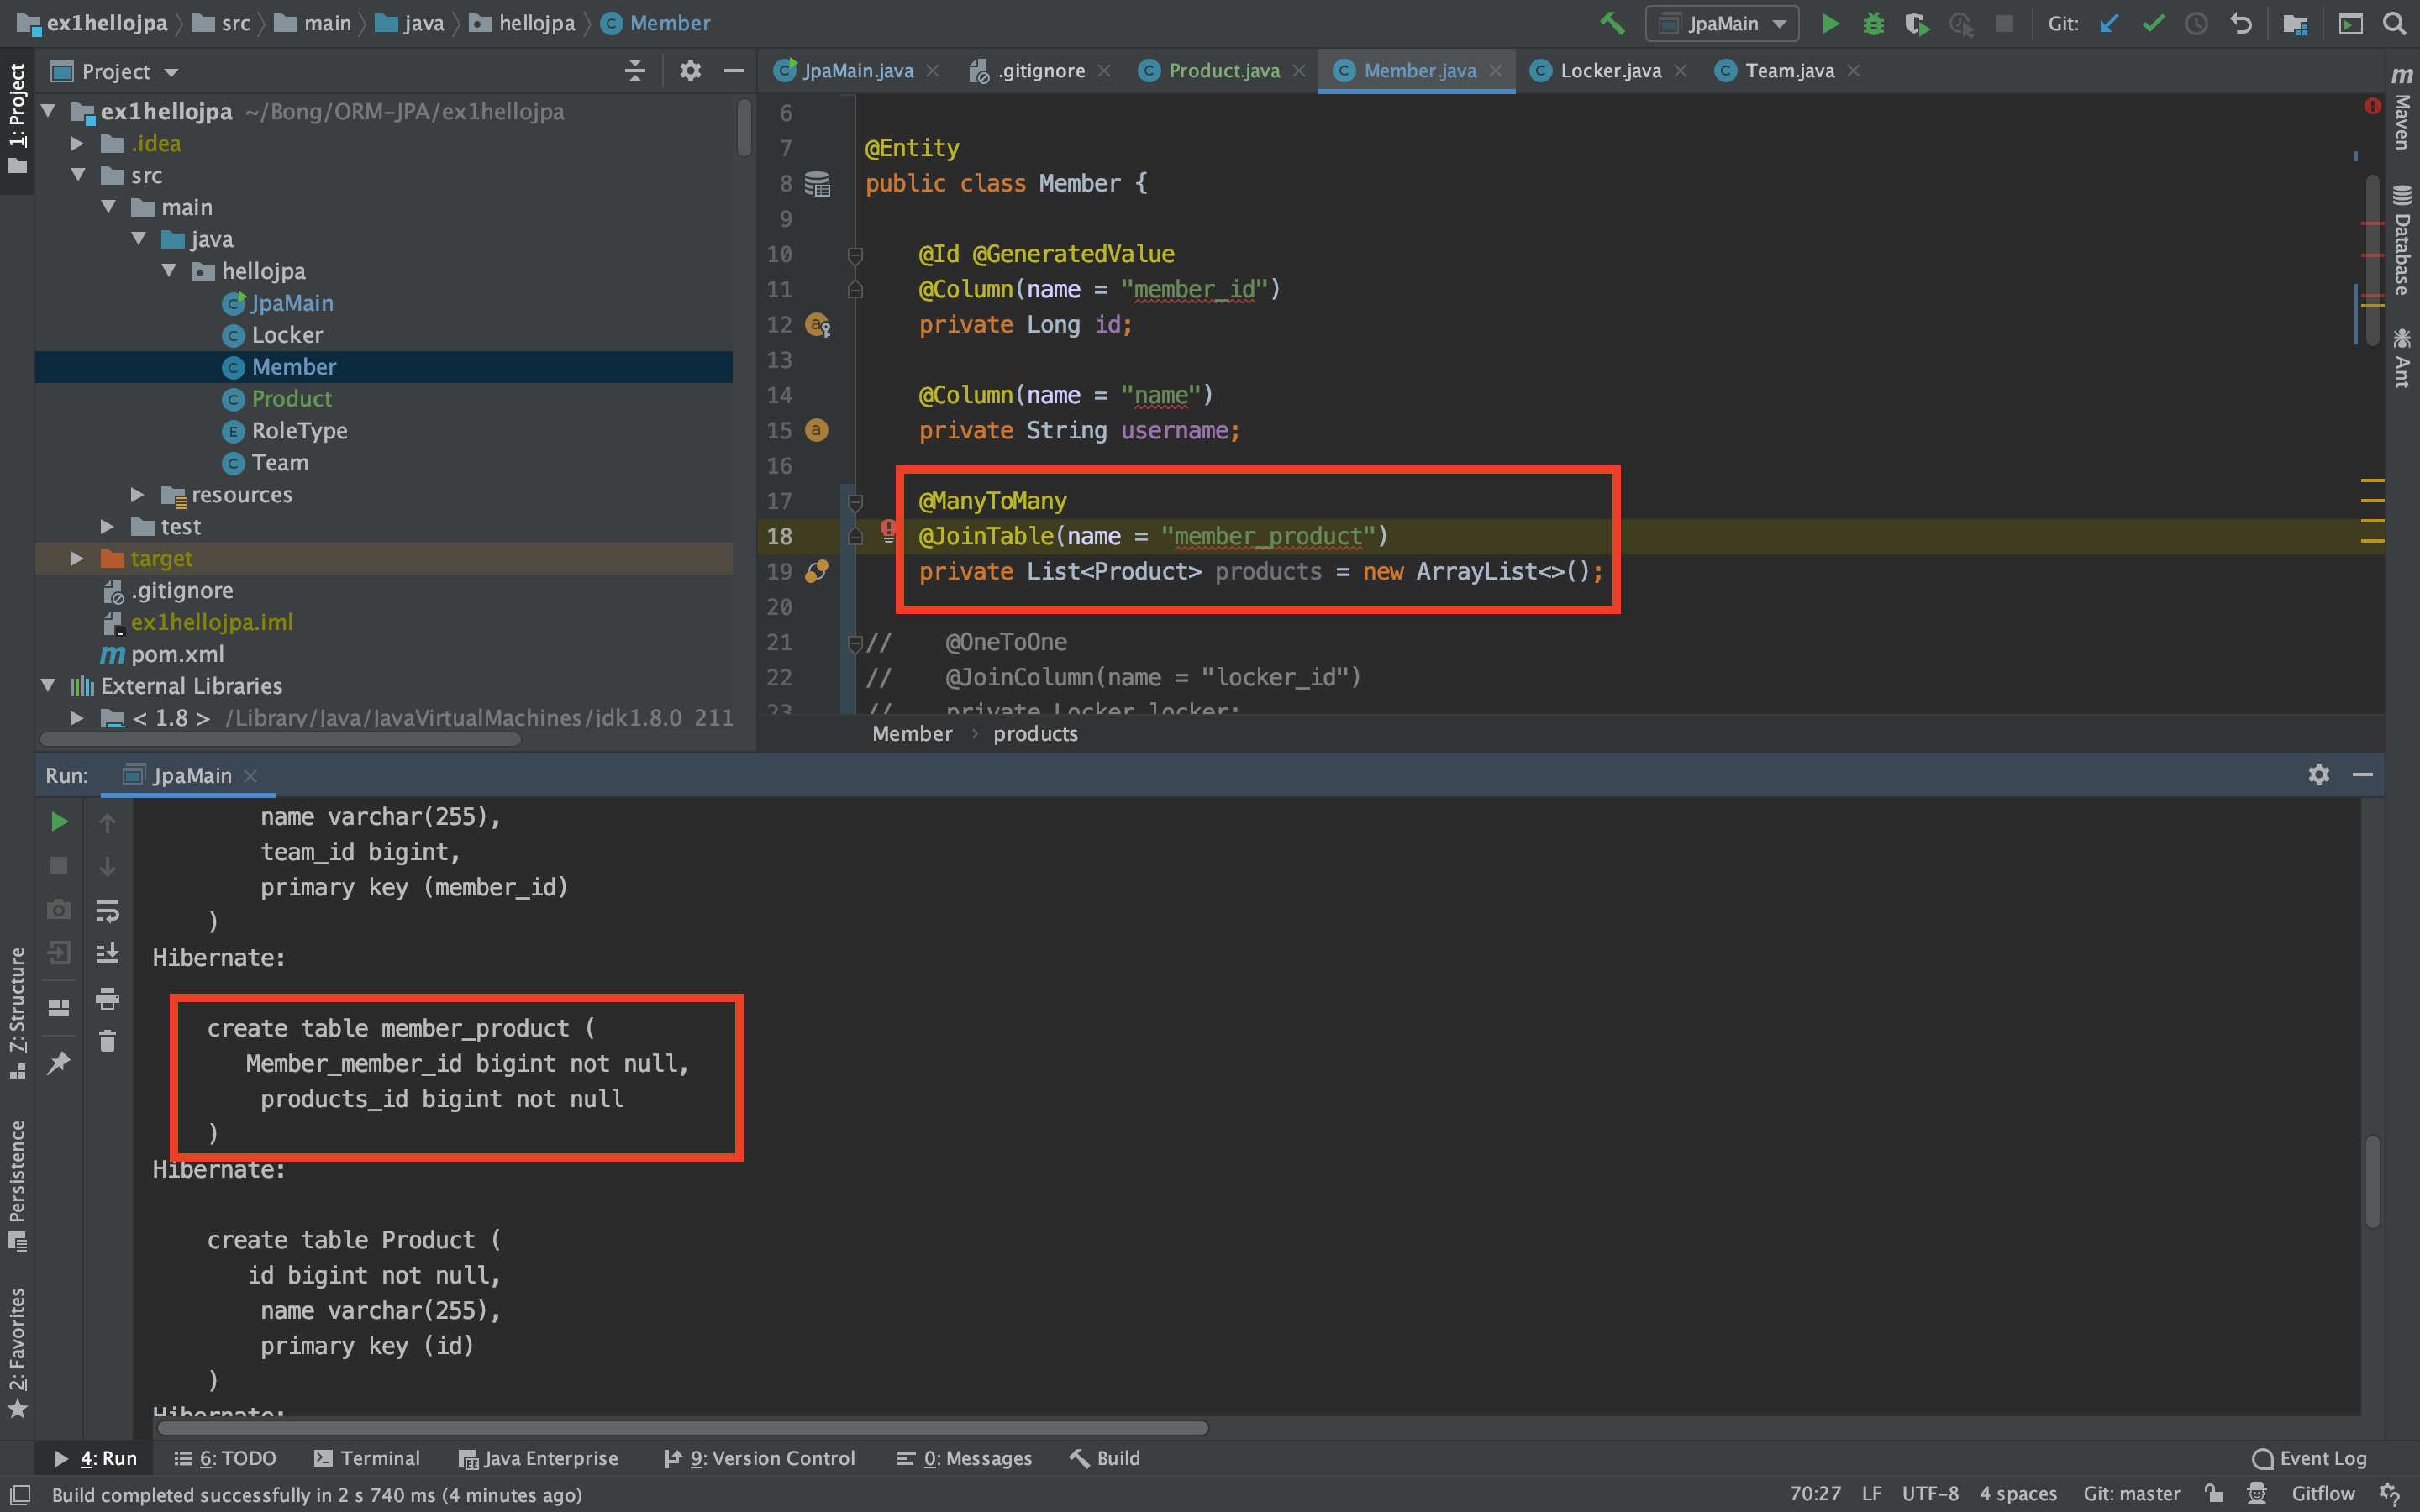 ex1hellojpa src main java hellojpa Member JpaMain Git:
Project
JpaMain.java .gitignore Product.java Member.java Locker.java Team.java
1: Project
ex1hellojpa ~/Bong/ORM-JPA/ex1hellojpa
.idea
src
main
java
hellojpa
JpaMain
Locker
Member
Product
RoleType
Team
resources
test
target
.gitignore
ex1hellojpa.iml
pom.xml
External Libraries
< 1.8 > /Library/Java/JavaVirtualMachines/jdk1.8.0_211
6
7 @Entity
8 public class Member {
9
10 @Id @GeneratedValue
11 @Column(name = "member_id")
12 private Long id;
13
14 @Column(name = "name")
15 private String username;
16
17 @ManyToMany
18 @JoinTable(name = "member_product")
19 private List<Product> products = new ArrayList<>();
20
21 // @OneToOne
22 // @JoinColumn(name = "locker_id")
23 // private Locker locker;
Member products
Maven
Database
Ant
Run: JpaMain
name varchar(255),
team_id bigint,
primary key (member_id)
)
Hibernate:
create table member_product (
Member_member_id bigint not null,
products_id bigint not null
)
Hibernate:
create table Product (
id bigint not null,
name varchar(255),
primary key (id)
)
Hibernate:
7: Structure
Persistence
2: Favorites
4: Run 6: TODO Terminal Java Enterprise 9: Version Control 0: Messages Build Event Log
Build completed successfully in 2 s 740 ms (4 minutes ago) 70:27 LF UTF-8 4 spaces Git: master Gitflow